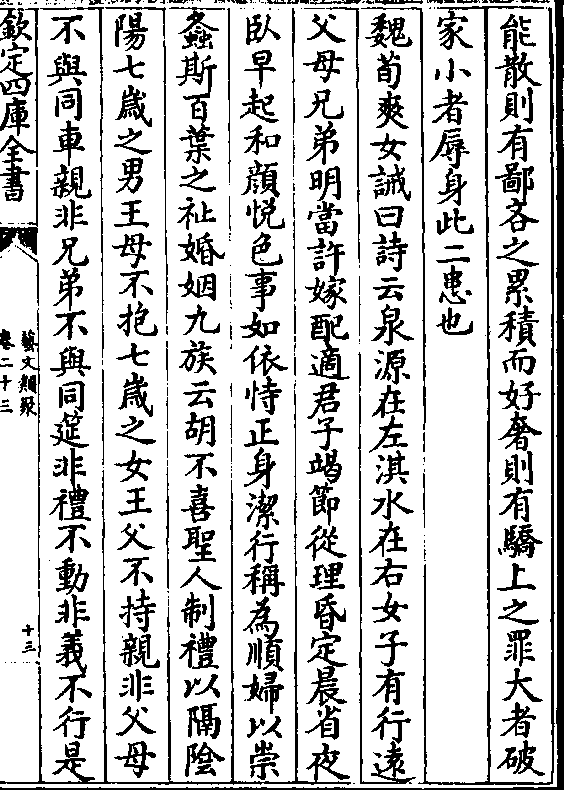 能散則有鄙吝之累積而好奢則有驕上之罪大者破
家小者辱身此二患也
魏荀爽女誡曰詩云泉源在左淇水在右女子有行遠
父母兄弟明當許嫁配適君子竭節從理昏定晨省夜
臥早起和顔悅色事如依恃正身潔行稱為順婦以崇
螽斯百葉之祉婚姻九族云胡不喜聖人制禮以隔陰
陽七歲之男王母不抱七歲之女王父不持親非父母
不與同車親非兄弟不與同筵非禮不動非義不行是
欽定四庫全書
藝文類聚
卷二十三
十三